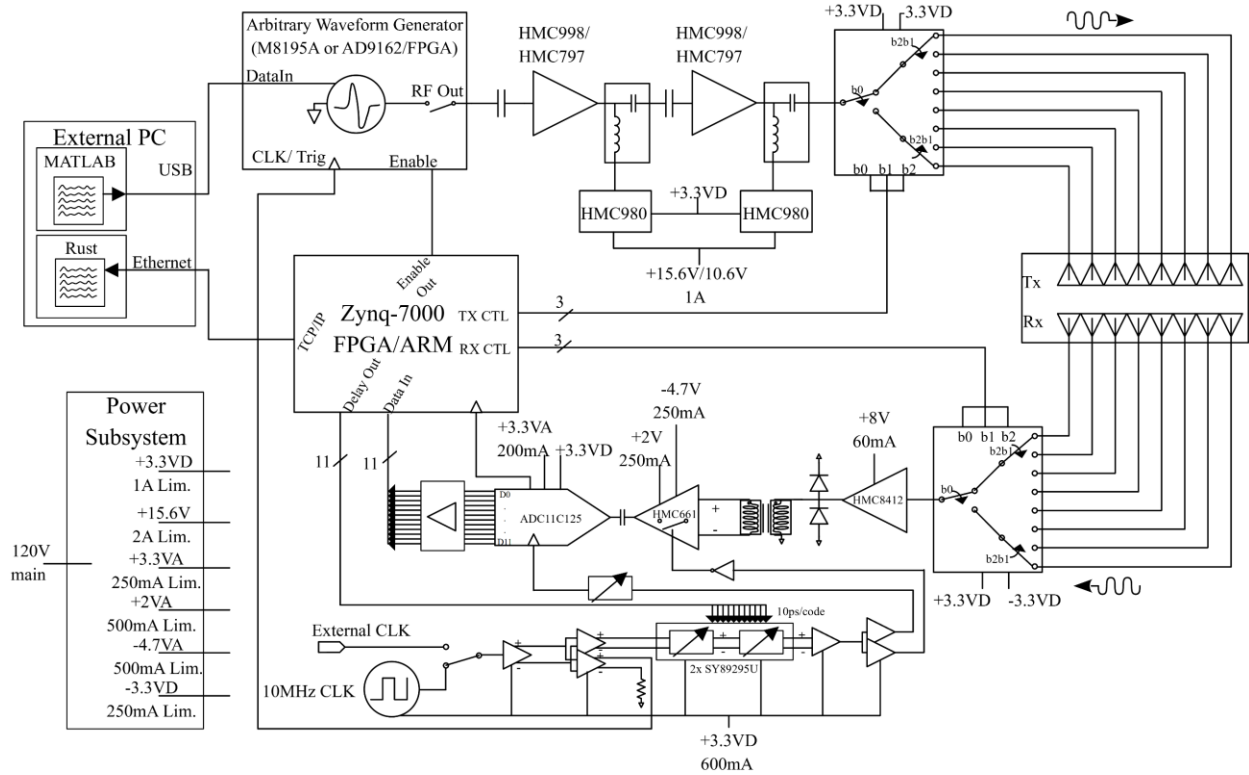 Arbitrary Waveform Generator
(M8195A or AD9162/FPGA)
DataIn
RF Out
CLK/ Trig
Enable
HMC998/
HMC797
HMC998/
HMC797
+3.3VD
-3.3VD
b2b1
b0
b2b1
b0
b1
b2
External PC
MATLAB
USB
Rust
Ethernet
HMC980
+3.3VD
HMC980
+15.6V/10.6V
1A
Enable
Out
Zynq-7000
FPGA/ARM
TCP/IP
TX CTL
RX CTL
Delay Out
Data In
3
3
Tx
Rx
Power
Subsystem
+3.3VD
1A Lim.
+15.6V
2A Lim.
+3.3VA
250mA Lim.
+2VA
500mA Lim.
-4.7VA
500mA Lim.
-3.3VD
250mA Lim.
120V
main
11
11
+3.3VA
200mA
+3.3VD
D0
D11
ADC11C125
-4.7V
250mA
+2V
250mA
HMC661
+
-
+8V
60mA
HMC8412
b0
b1
b2
b2b1
b0
b2b1
+3.3VD
-3.3VD
External CLK
10MHz CLK
+
-
+
-
+
-
+
-
+
-
+
-
10ps/code
2x SY89295U
+3.3VD
600mA